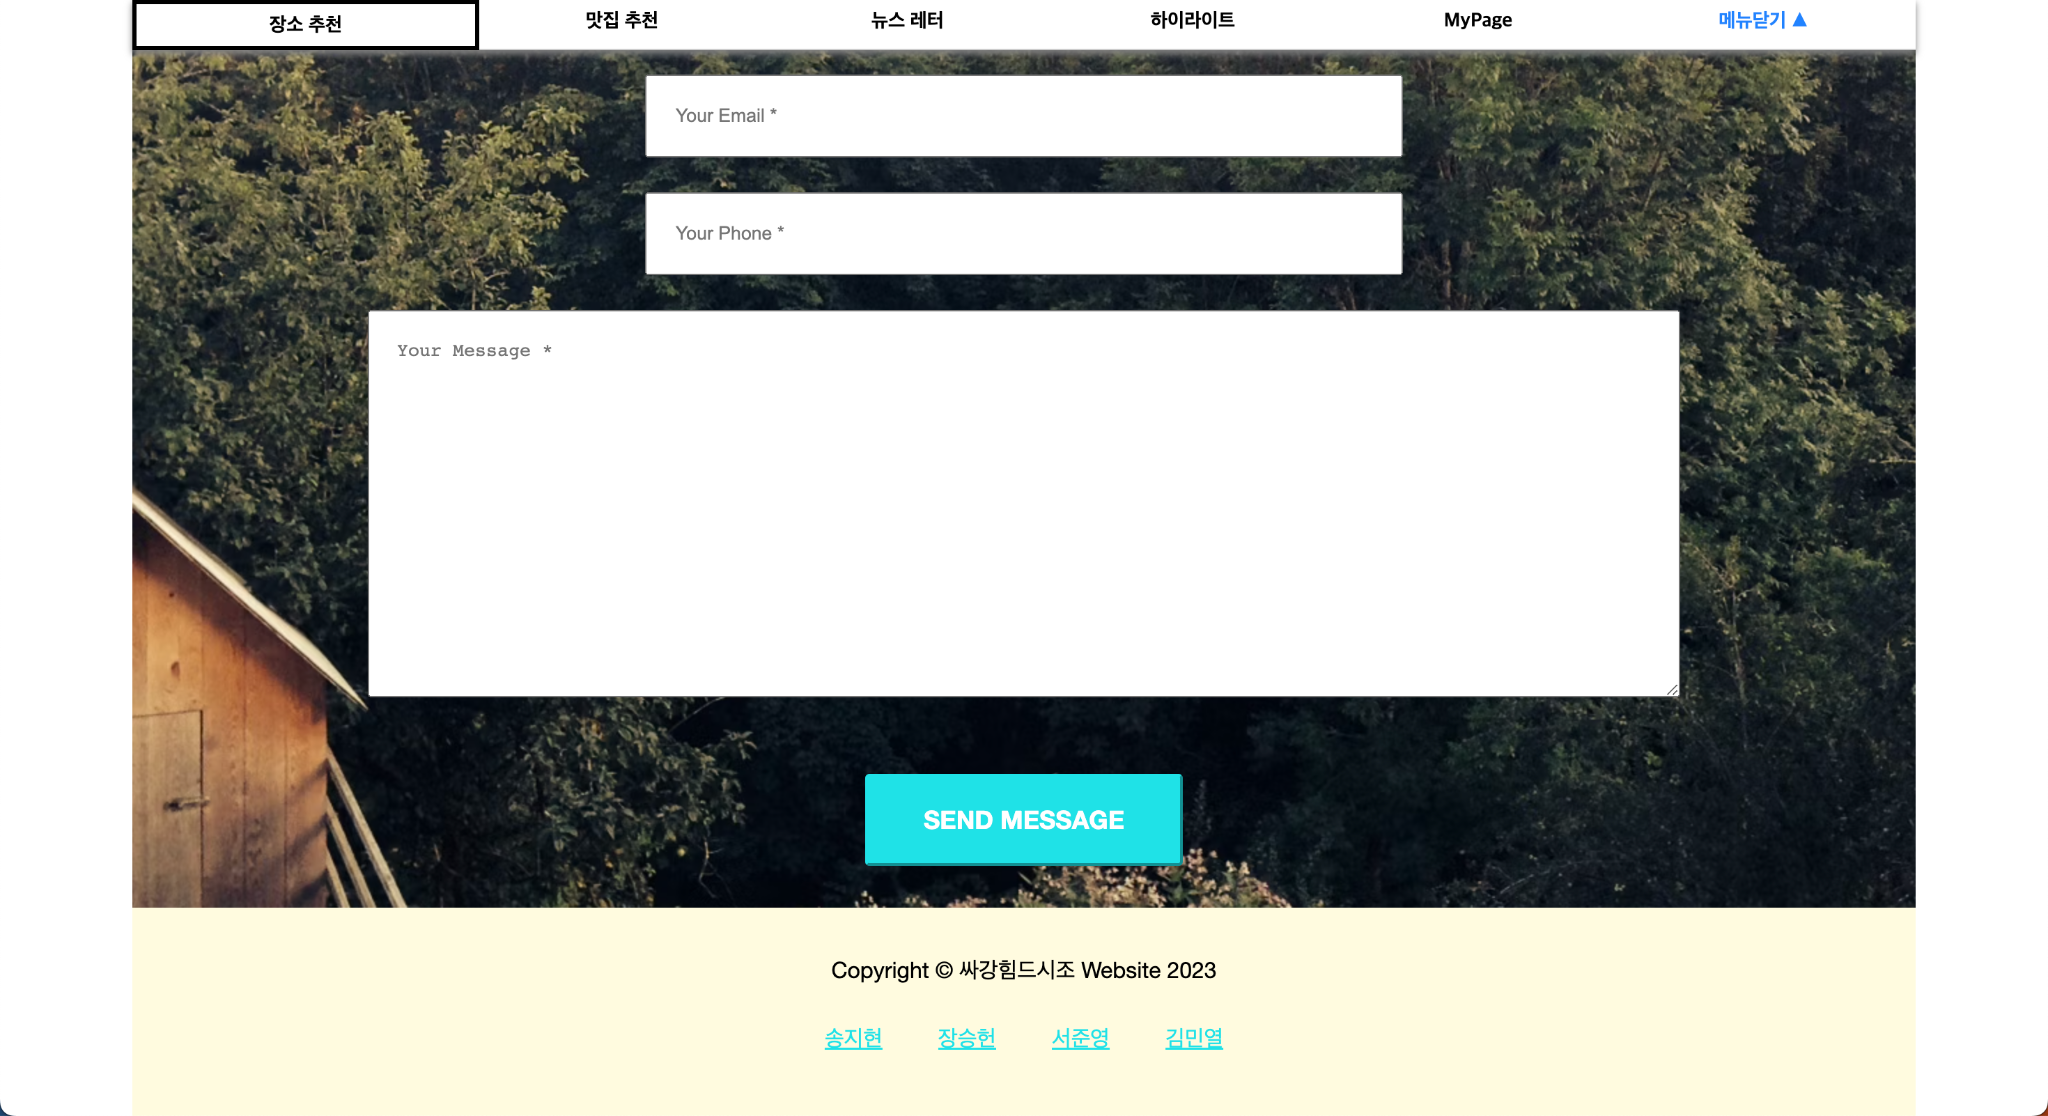 장소 추천 맛집 추천 뉴스 레터 하이라이트 MyPage 메뉴닫기 ▲
Your Email *
Your Phone *
Your Message *
SEND MESSAGE
Copyright © 싸강힘드시조 Website 2023
송지현 장승헌 서준영 김민열